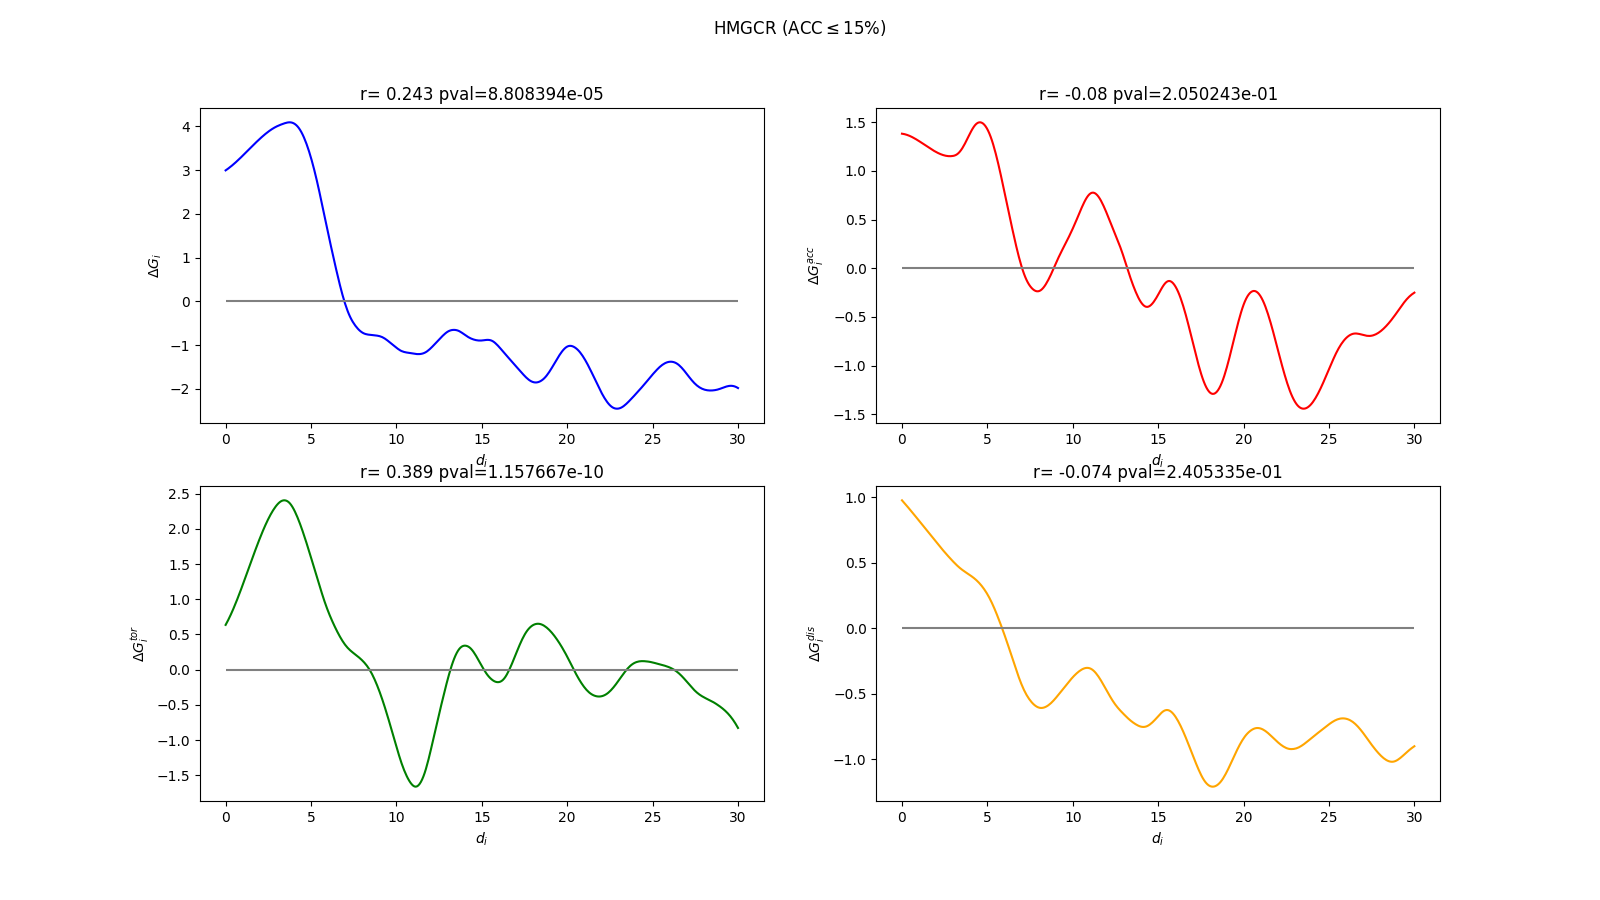 HMGCR (ACC ≤ 15%)
r= 0.243 pval=8.808394e-05
ΔG_i
4
3
2
1
0
−1
−2
0 5 10 15 20 25 30
d_i
r= -0.08 pval=2.050243e-01
ΔG_i^acc
1.5
1.0
0.5
0.0
−0.5
−1.0
−1.5
0 5 10 15 20 25 30
d_i
r= 0.389 pval=1.157667e-10
ΔG_i^tor
2.5
2.0
1.5
1.0
0.5
0.0
−0.5
−1.0
−1.5
0 5 10 15 20 25 30
d_i
r= -0.074 pval=2.405335e-01
ΔG_i^dis
1.0
0.5
0.0
−0.5
−1.0
0 5 10 15 20 25 30
d_i